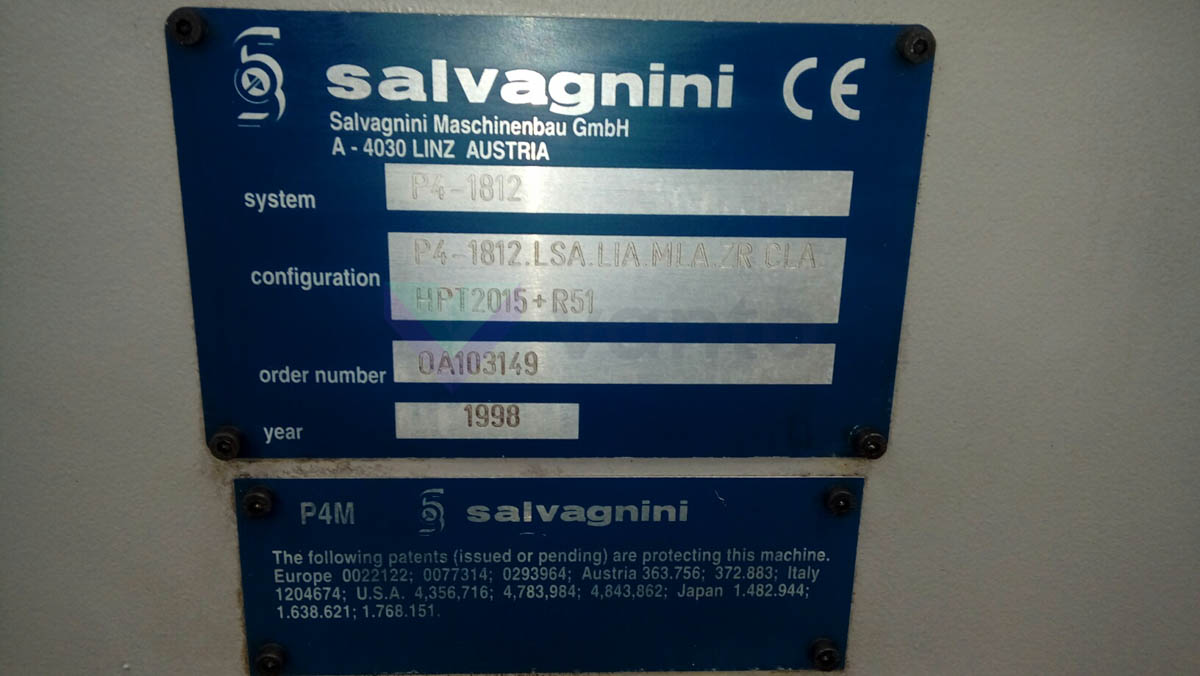 salvagnini CE
Salvagnini Maschinenbau GmbH
A - 4030 LINZ AUSTRIA
system P4-1812
configuration P4-1812.LSA.LIA.MLA.ZR.CLA.
HPT2015+R51
order number 0A103149
year 1998
P4M salvagnini
The following patents (issued or pending) are protecting this machine.
Europe 0022122; 0077314; 0293964; Austria 363.756; 372.883; Italy
1204674; U.S.A. 4,356,716; 4,783,984; 4,843,862; Japan 1.482.944;
1.638.621; 1.768.151.